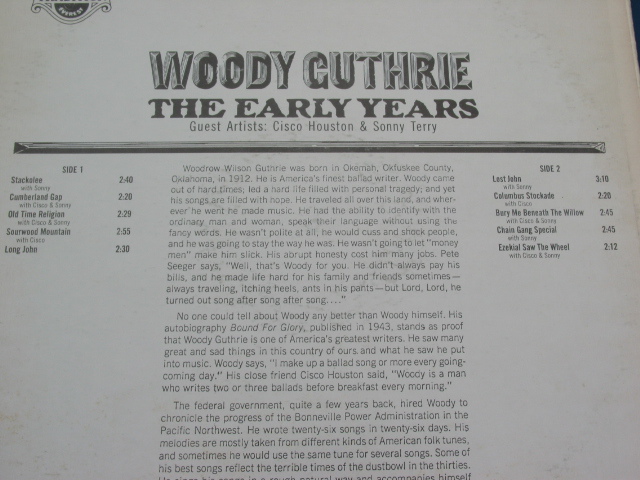 WOODY GUTHRIE
THE EARLY YEARS
Guest Artists: Cisco Houston & Sonny Terry
SIDE 1
Stackolee 2:40
with Sonny
Cumberland Gap 2:20
with Cisco & Sonny
Old Time Religion 2:29
with Cisco & Sonny
Sourwood Mountain 2:55
with Cisco
Long John 2:30
Woodrow Wilson Guthrie was born in Okemah, Okfuskee County,
Oklahoma, in 1912. He is America's finest ballad writer. Woody came
out of hard times; led a hard life filled with personal tragedy; and yet
his songs are filled with hope. He traveled all over this land, and wher-
ever he went he made music. He had the ability to identify with the
ordinary man and woman, speak their language without using the
fancy words. He wasn't polite at all; he would cuss and shock people,
and he was going to stay the way he was. He wasn't going to let "money
men" make him slick. His abrupt honesty cost him many jobs. Pete
Seeger says, "Well, that's Woody for you. He didn't always pay his
bills, and he made life hard for his family and friends sometimes—
always traveling, itching heels, ants in his pants—but Lord, Lord, he
turned out song after song after song...."
No one could tell about Woody any better than Woody himself. His
autobiography Bound For Glory, published in 1943, stands as proof
that Woody Guthrie is one of America's greatest writers. He saw many
great and sad things in this country of ours and what he saw he put
into music. Woody says, "I make up a ballad song or more every going-
coming day." His close friend Cisco Houston said, "Woody is a man
who writes two or three ballads before breakfast every morning."
The federal government, quite a few years back, hired Woody to
chronicle the progress of the Bonneville Power Administration in the
Pacific Northwest. He wrote twenty-six songs in twenty-six days. His
melodies are mostly taken from different kinds of American folk tunes,
and sometimes he would use the same tune for several songs. Some of
his best songs reflect the terrible times of the dustbowl in the thirties.
He sings his songs in a rough natural way and accompanies himself
SIDE 2
Lost John 3:10
with Sonny
Columbus Stockade 2:20
with Cisco
Bury Me Beneath The Willow 2:45
with Cisco & Sonny
Chain Gang Special 2:45
with Sonny
Ezekial Saw The Wheel 2:12
with Cisco & Sonny